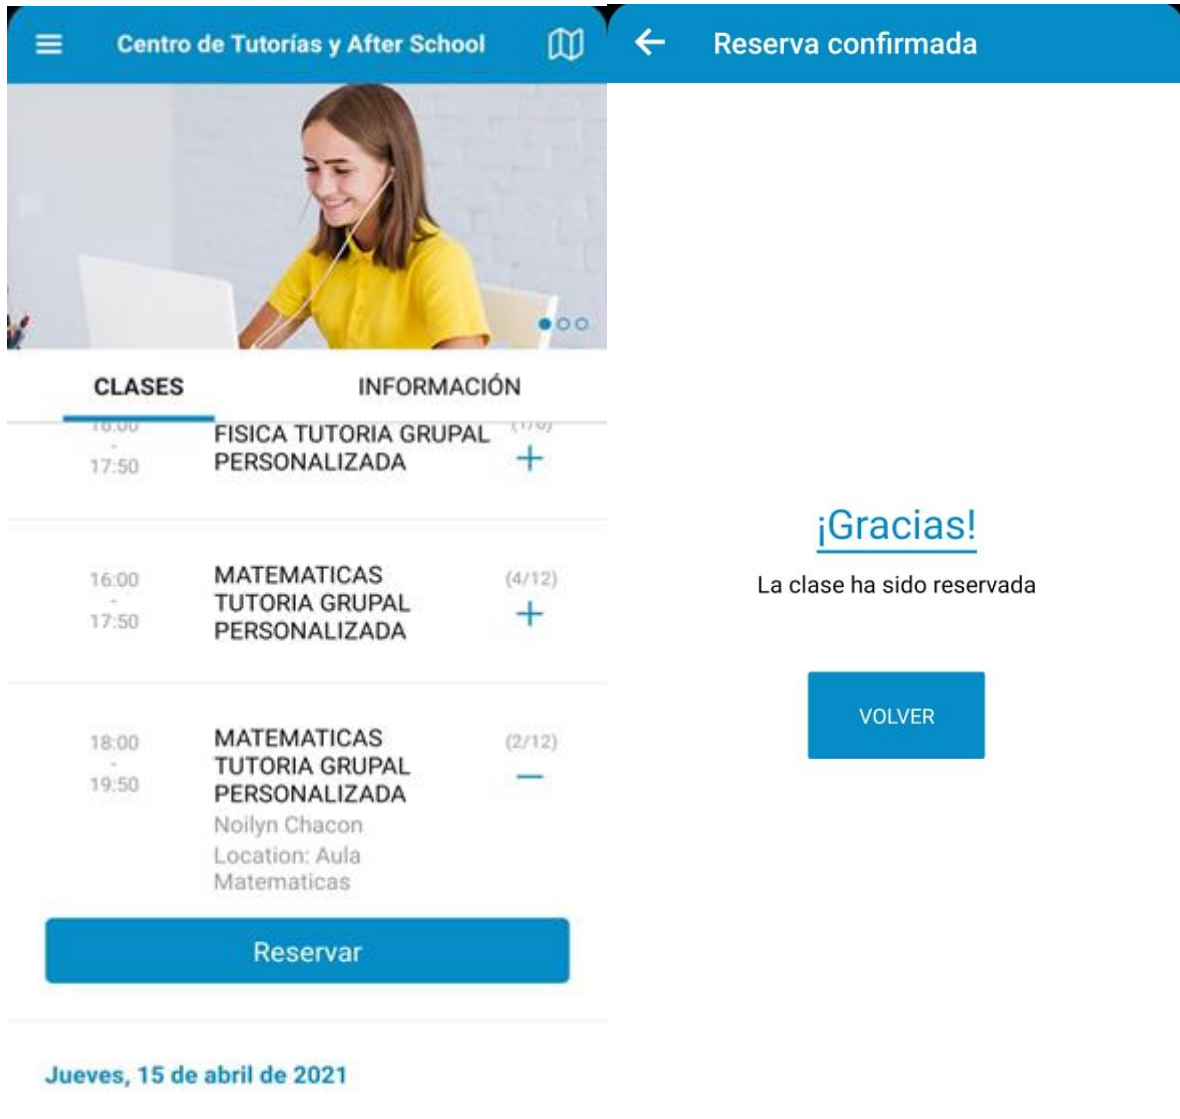 Centro de Tutorías y After School
CLASES INFORMACIÓN
16:00
-
17:50
FISICA TUTORIA GRUPAL
PERSONALIZADA
+
16:00
-
17:50
MATEMATICAS
TUTORIA GRUPAL
PERSONALIZADA
(4/12)
+
18:00
-
19:50
MATEMATICAS
TUTORIA GRUPAL
PERSONALIZADA
Noilyn Chacon
Location: Aula
Matematicas
(2/12)
Reservar
Jueves, 15 de abril de 2021
Reserva confirmada
¡Gracias!
La clase ha sido reservada
VOLVER